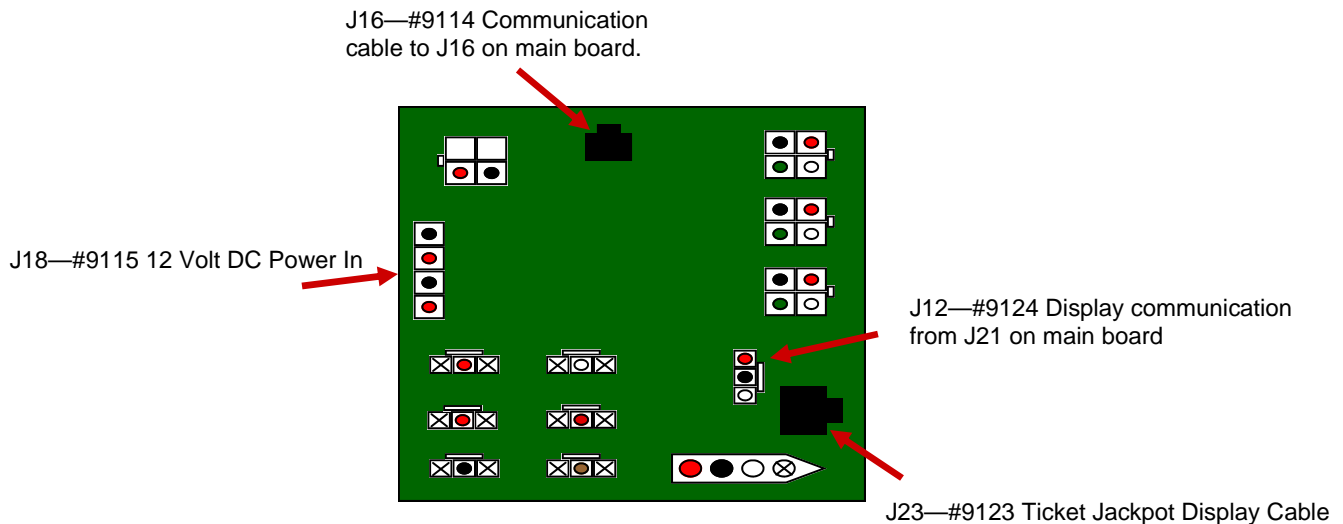 J16—#9114 Communication
cable to J16 on main board.
J18—#9115 12 Volt DC Power In
J12—#9124 Display communication
from J21 on main board
J23—#9123 Ticket Jackpot Display Cable